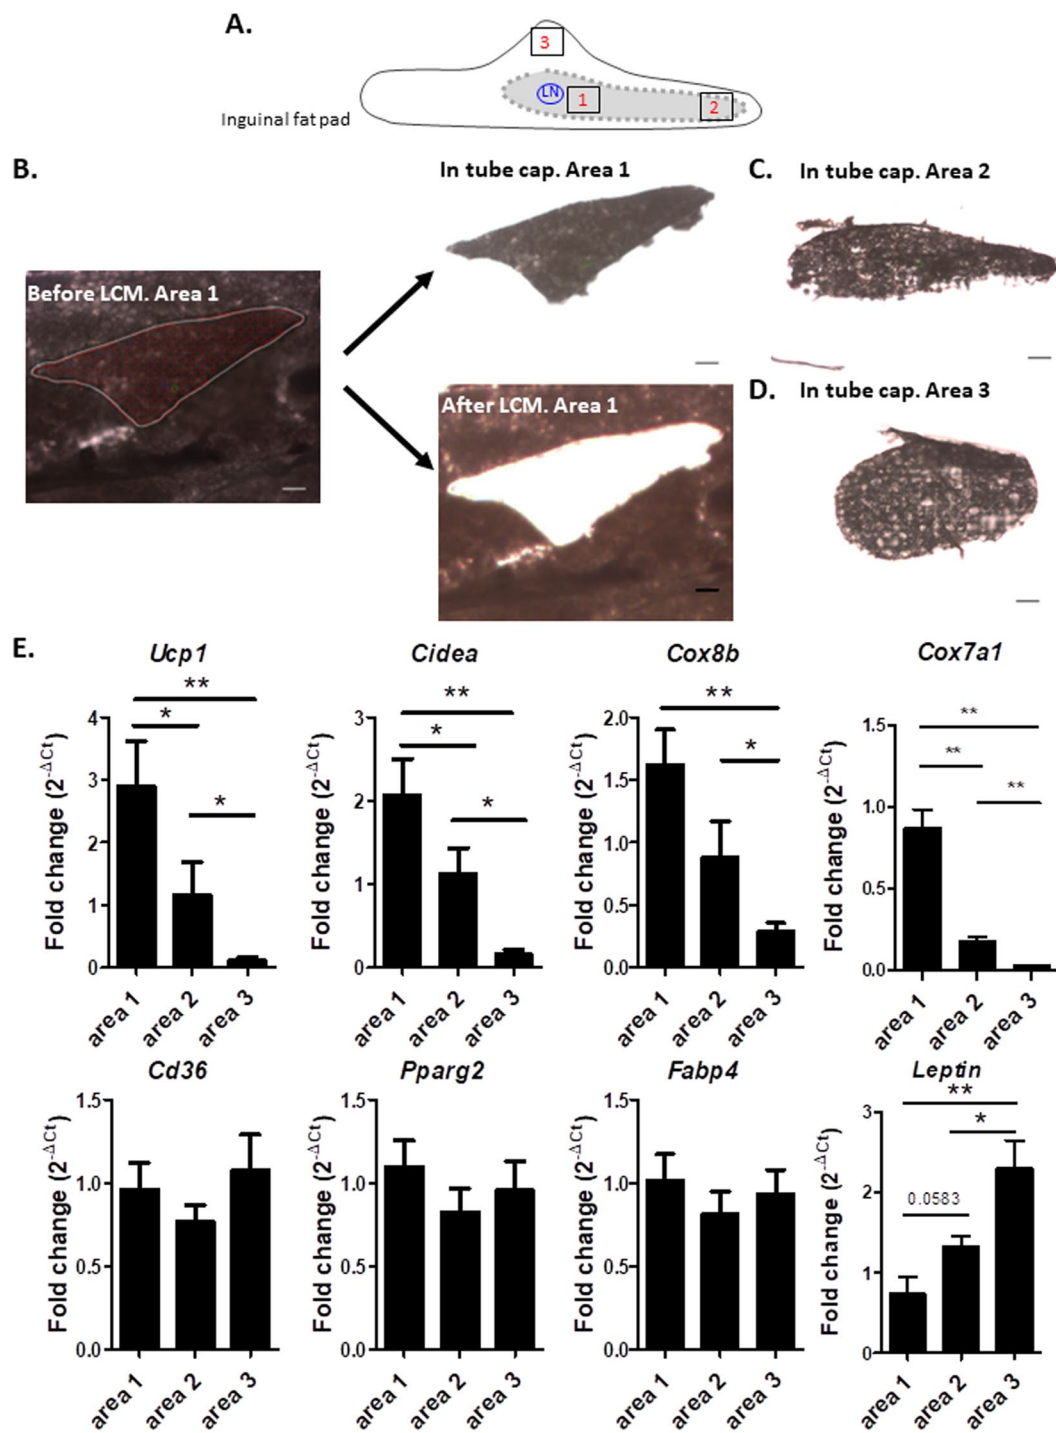 A.
3
LN
1
2
Inguinal fat pad
B.
In tube cap. Area 1
C.
In tube cap. Area 2
Before LCM. Area 1
After LCM. Area 1
D.
In tube cap. Area 3
E.
Ucp1
Cidea
Cox8b
Cox7a1
Fold change (2^-ΔCt)
4
3
2
1
0
**
*
*
area 1
area 2
area 3
Fold change (2^-ΔCt)
3
2
1
0
**
*
*
area 1
area 2
area 3
Fold change (2^-ΔCt)
2.0
1.5
1.0
0.5
0.0
**
*
area 1
area 2
area 3
Fold change (2^-ΔCt)
1.5
1.0
0.5
0.0
**
**
**
area 1
area 2
area 3
Cd36
Pparg2
Fabp4
Leptin
Fold change (2^-ΔCt)
1.5
1.0
0.5
0.0
area 1
area 2
area 3
Fold change (2^-ΔCt)
1.5
1.0
0.5
0.0
area 1
area 2
area 3
Fold change (2^-ΔCt)
1.5
1.0
0.5
0.0
area 1
area 2
area 3
Fold change (2^-ΔCt)
3
2
1
0
**
*
0.0583
area 1
area 2
area 3